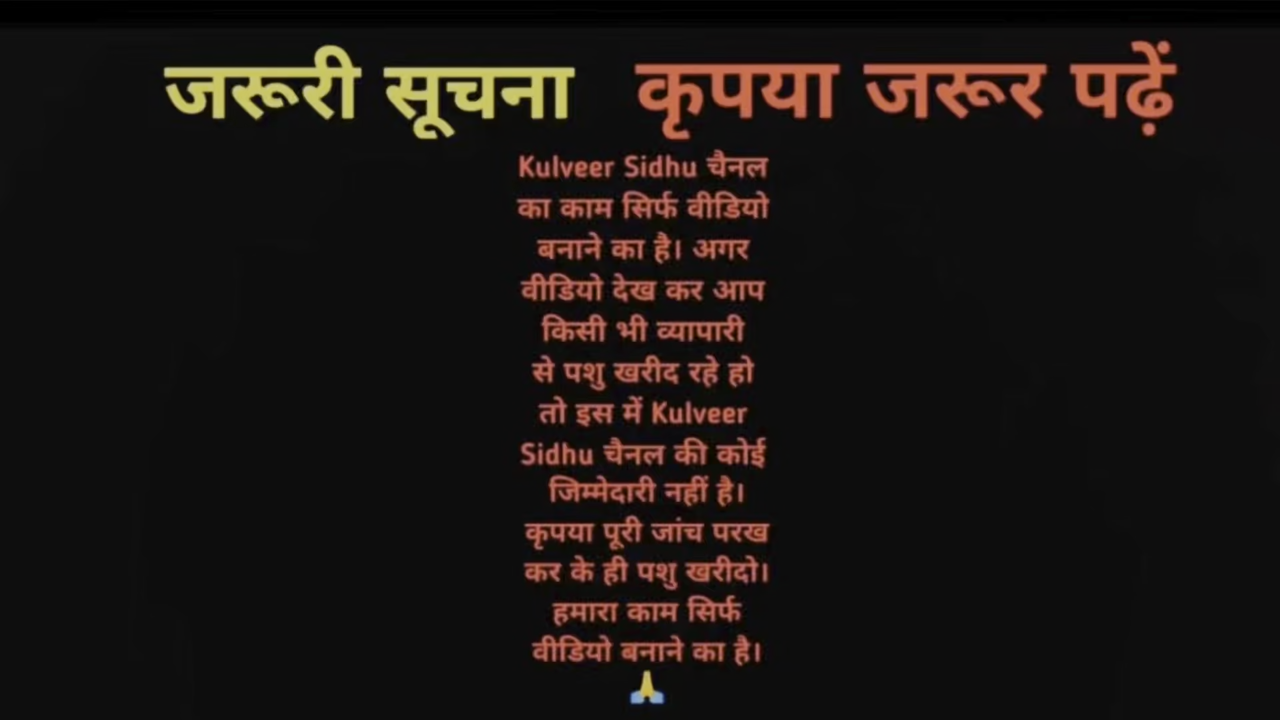 जरूरी सूचना कृपया जरूर पढ़ें
Kulveer Sidhu चैनल
का काम सिर्फ वीडियो
बनाने का है। अगर
वीडियो देख कर आप
किसी भी व्यापारी
से पशु खरीद रहे हो
तो इस में Kulveer
Sidhu चैनल की कोई
जिम्मेदारी नहीं है।
कृपया पूरी जांच परख
कर के ही पशु खरीदो।
हमारा काम सिर्फ
वीडियो बनाने का है।
🙏